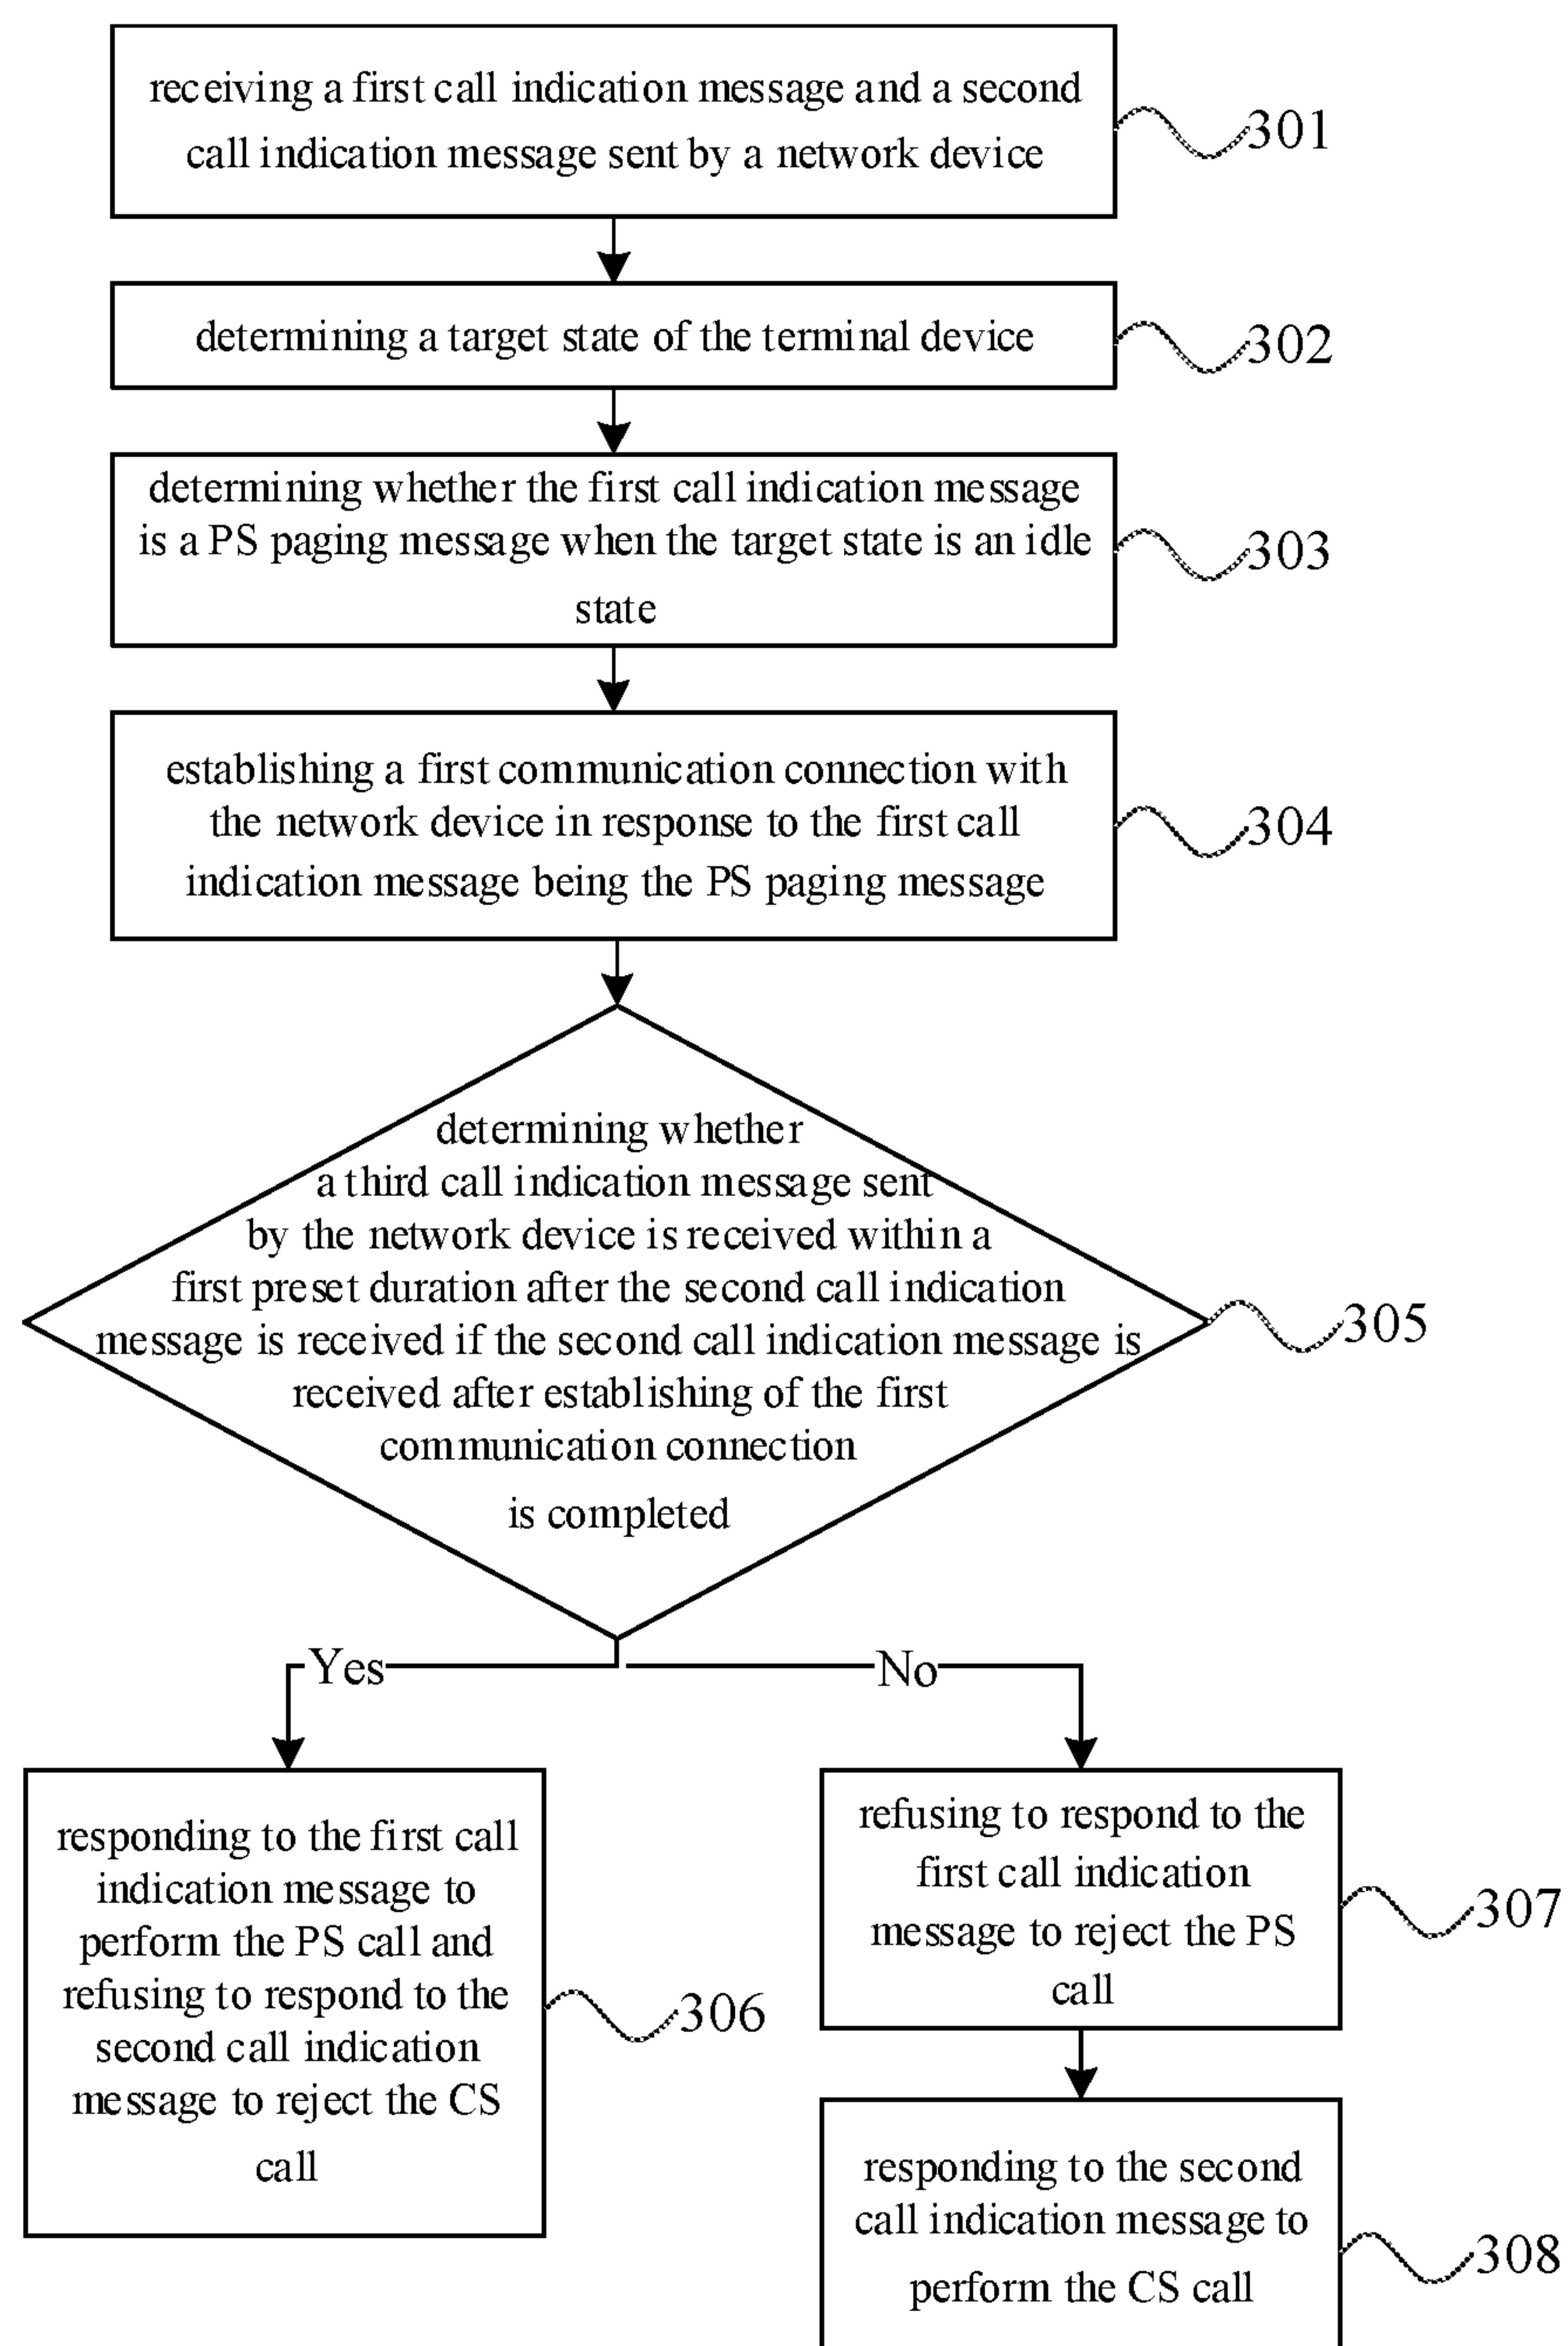 receiving a first call indication message and a second
call indication message sent by a network device
301
determining a target state of the terminal device
302
determining whether the first call indication message
is a PS paging message when the target state is an idle
state
303
establishing a first communication connection with
the network device in response to the first call
indication message being the PS paging message
304
determining whether
a third call indication message sent
by the network device is received within a
first preset duration after the second call indication
message is received if the second call indication message is
received after establishing of the first
communication connection
is completed
305
Yes
No
responding to the first call
indication message to
perform the PS call and
refusing to respond to the
second call indication
message to reject the CS
call
306
refusing to respond to the
first call indication
message to reject the PS
call
307
responding to the second
call indication message to
perform the CS call
308